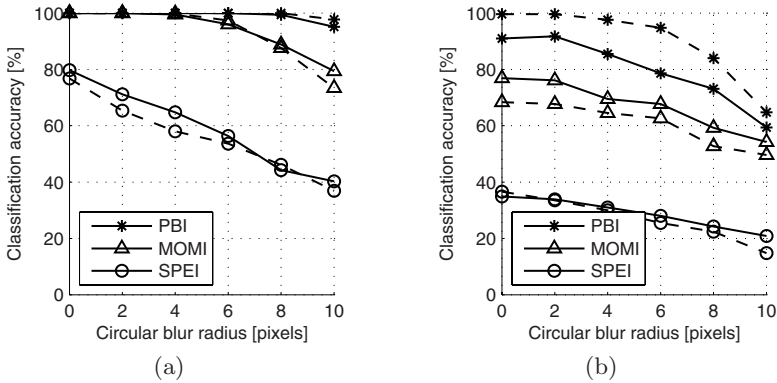 100
80
60
40
20
0
Classification accuracy [%]
PBI
MOMI
SPEI
0 2 4 6 8 10
Circular blur radius [pixels]
(a)
100
80
60
40
20
0
Classification accuracy [%]
PBI
MOMI
SPEI
0 2 4 6 8 10
Circular blur radius [pixels]
(b)